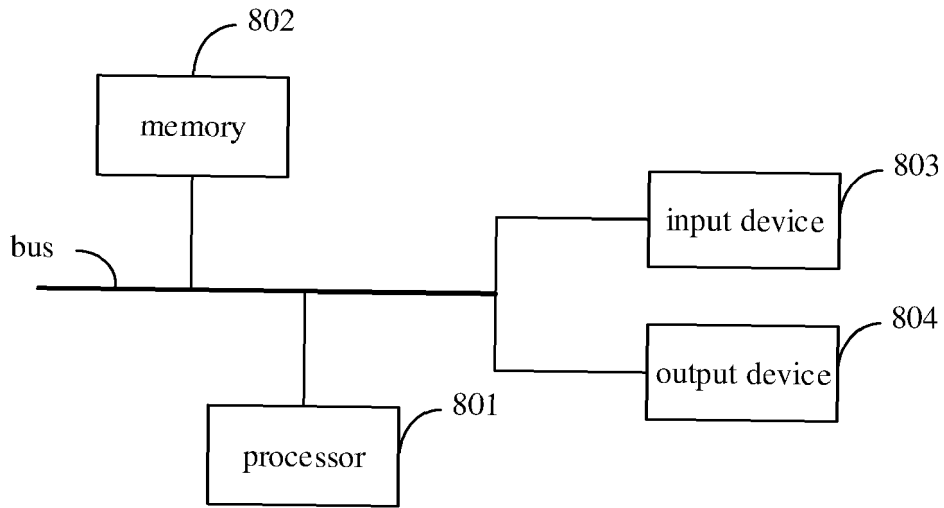 802
memory
803
input device
bus
804
output device
801
processor